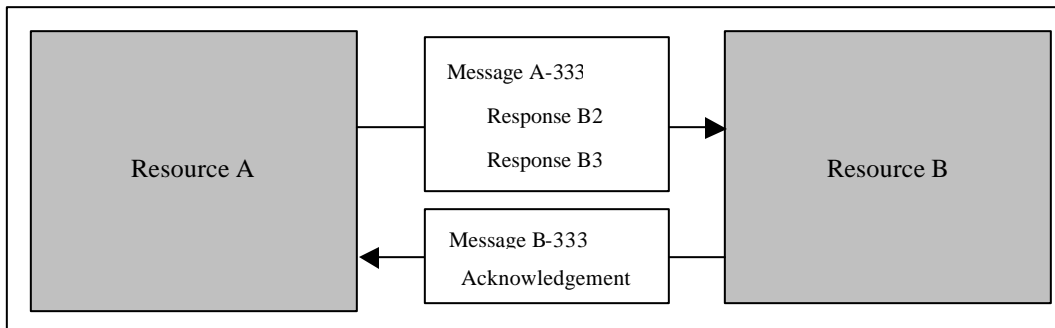 Resource A
Message A-333
Response B2
Response B3
Message B-333
Acknowledgement
Resource B